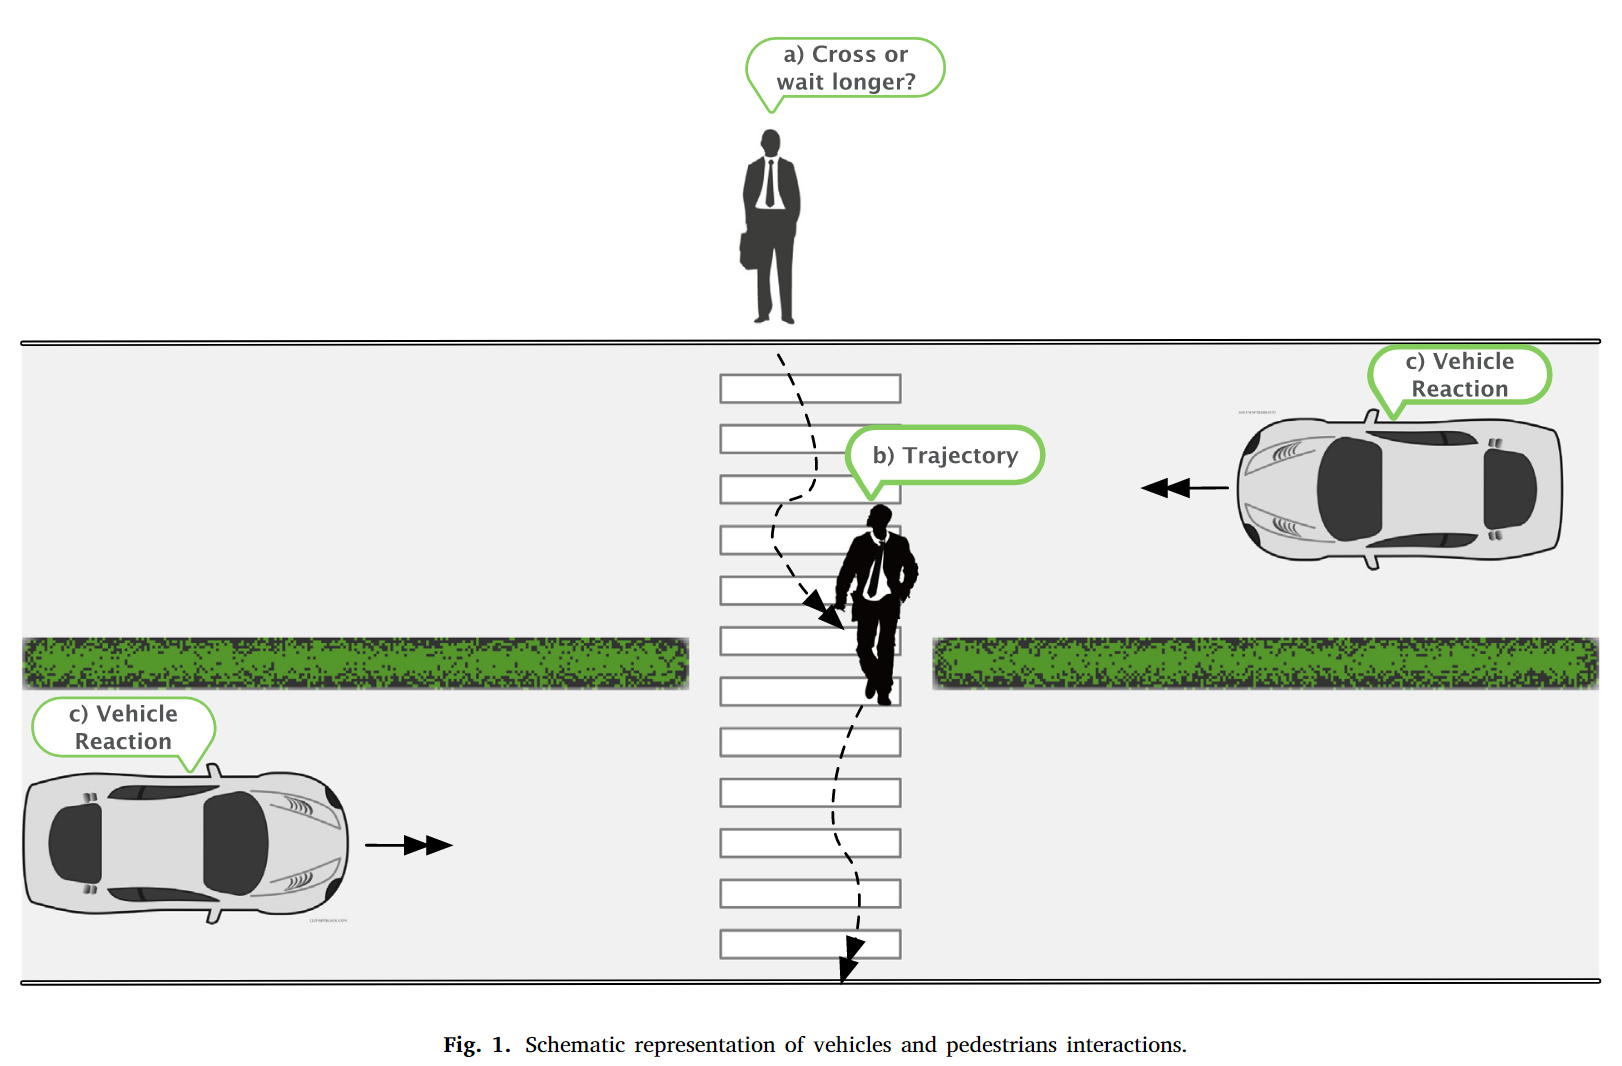 a) Cross or
wait longer?
c) Vehicle
Reaction
b) Trajectory
c) Vehicle
Reaction
Fig. 1. Schematic representation of vehicles and pedestrians interactions.